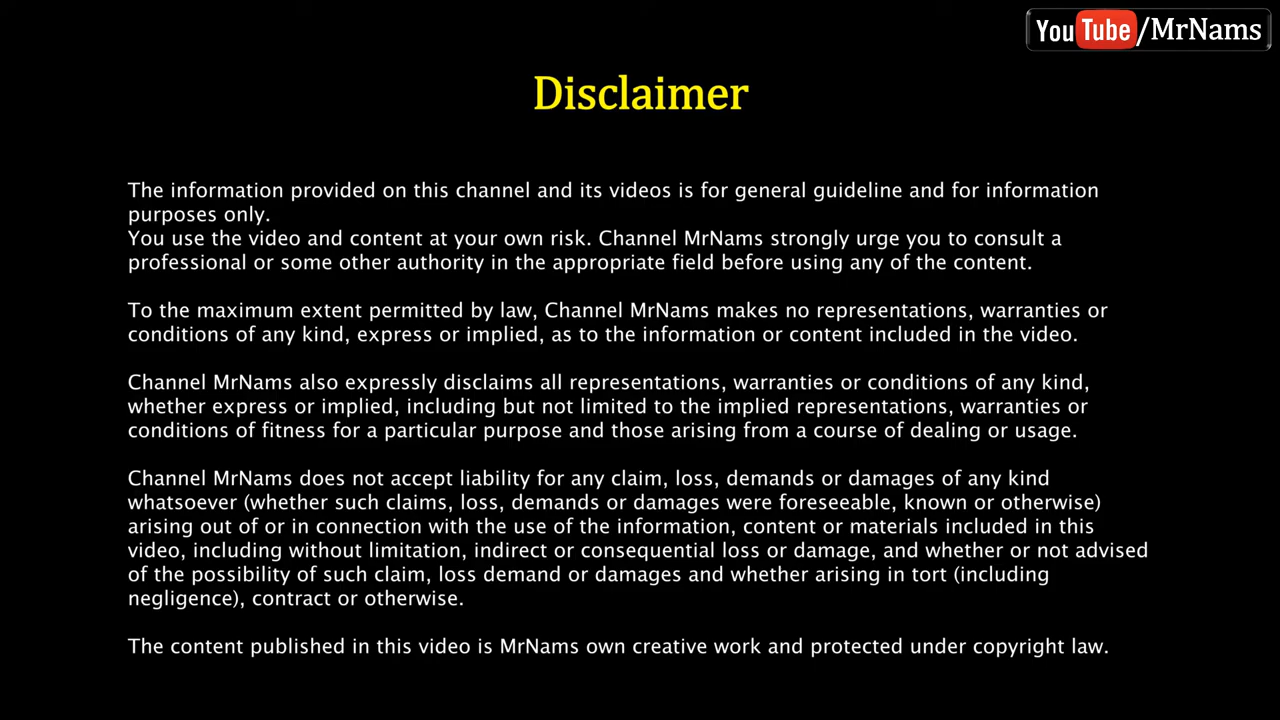 YouTube/MrNams
Disclaimer
The information provided on this channel and its videos is for general guideline and for information
purposes only.
You use the video and content at your own risk. Channel MrNams strongly urge you to consult a
professional or some other authority in the appropriate field before using any of the content.
To the maximum extent permitted by law, Channel MrNams makes no representations, warranties or
conditions of any kind, express or implied, as to the information or content included in the video.
Channel MrNams also expressly disclaims all representations, warranties or conditions of any kind,
whether express or implied, including but not limited to the implied representations, warranties or
conditions of fitness for a particular purpose and those arising from a course of dealing or usage.
Channel MrNams does not accept liability for any claim, loss, demands or damages of any kind
whatsoever (whether such claims, loss, demands or damages were foreseeable, known or otherwise)
arising out of or in connection with the use of the information, content or materials included in this
video, including without limitation, indirect or consequential loss or damage, and whether or not advised
of the possibility of such claim, loss demand or damages and whether arising in tort (including
negligence), contract or otherwise.
The content published in this video is MrNams own creative work and protected under copyright law.